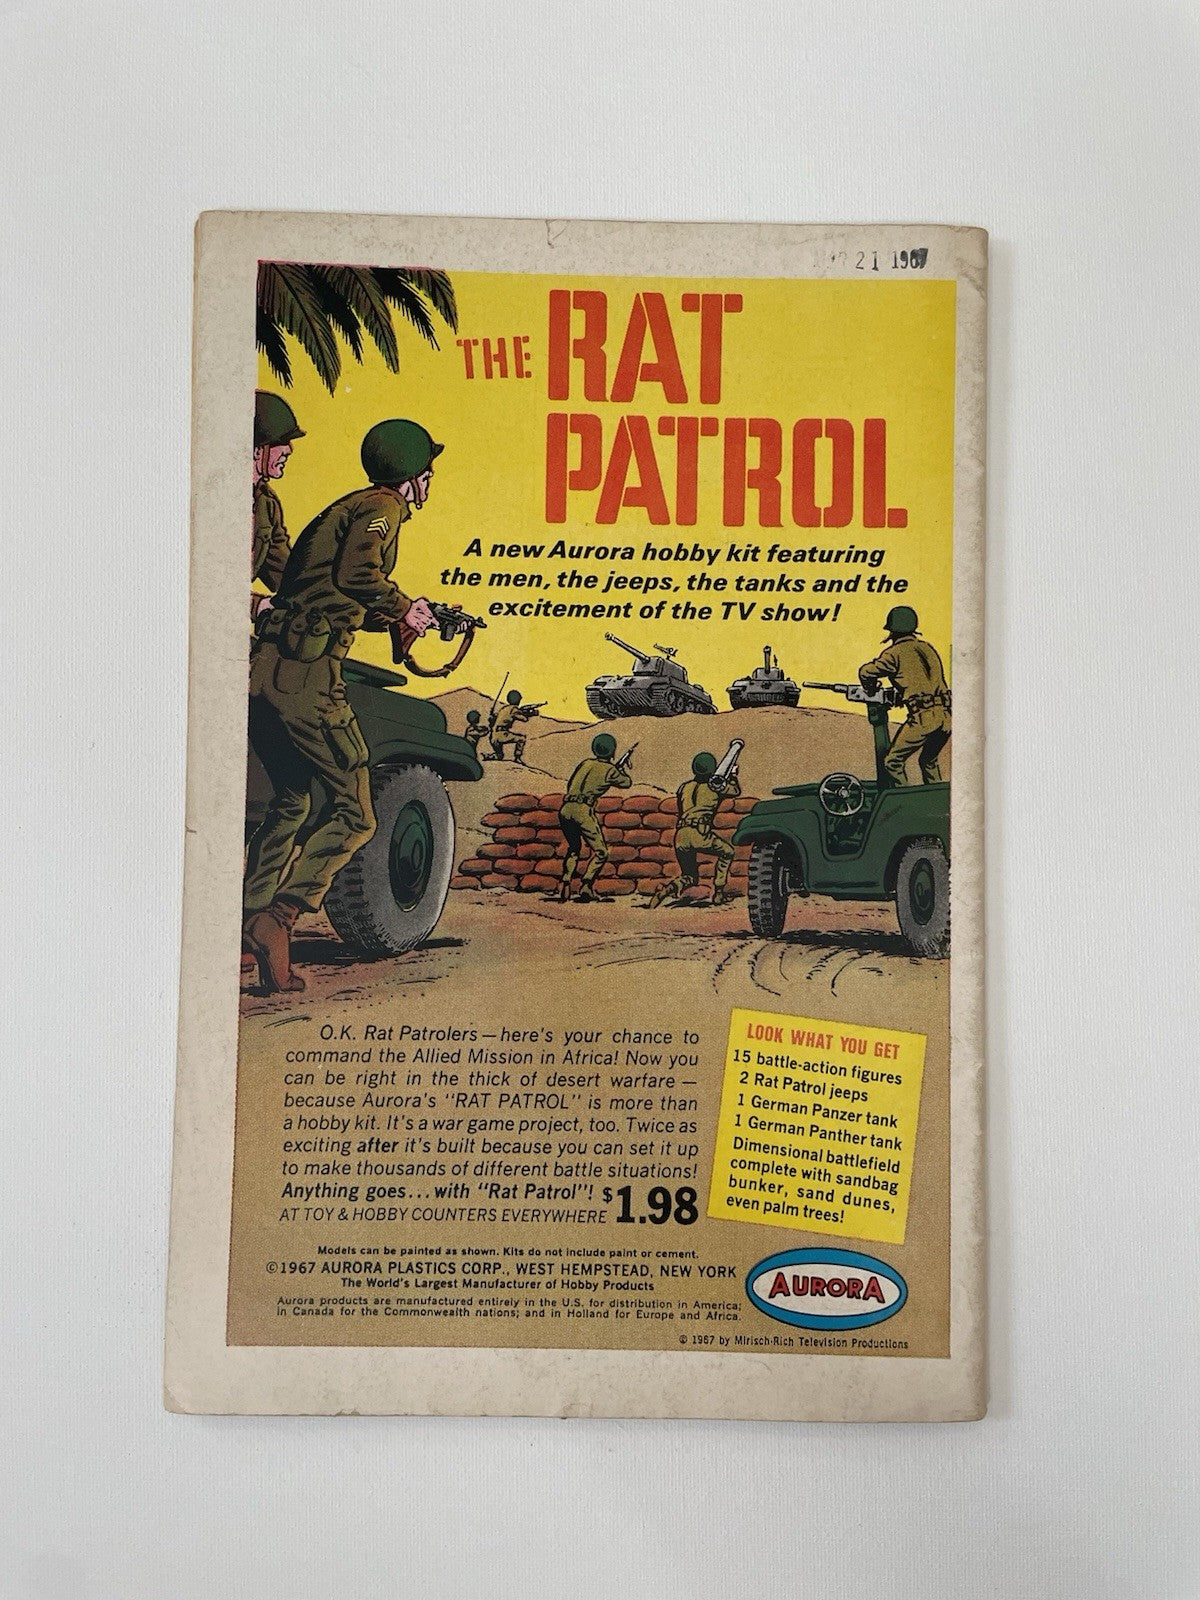 21 1967
THE RAT
PATROL
A new Aurora hobby kit featuring
the men, the jeeps, the tanks and the
excitement of the TV show!
O.K. Rat Patrolers — here's your chance to
command the Allied Mission in Africa! Now you
can be right in the thick of desert warfare —
because Aurora's "RAT PATROL" is more than
a hobby kit. It's a war game project, too. Twice as
exciting after it's built because you can set it up
to make thousands of different battle situations!
Anything goes... with "Rat Patrol"! $1.98
AT TOY & HOBBY COUNTERS EVERYWHERE
LOOK WHAT YOU GET
15 battle-action figures
2 Rat Patrol jeeps
1 German Panzer tank
1 German Panther tank
Dimensional battlefield
complete with sandbag
bunker, sand dunes,
even palm trees!
Models can be painted as shown. Kits do not include paint or cement.
©1967 AURORA PLASTICS CORP., WEST HEMPSTEAD, NEW YORK
The World's Largest Manufacturer of Hobby Products
Aurora products are manufactured entirely in the U.S. for distribution in America;
in Canada for the Commonwealth nations; and in Holland for Europe and Africa.
AURORA
© 1967 by Mirisch-Rich Television Productions